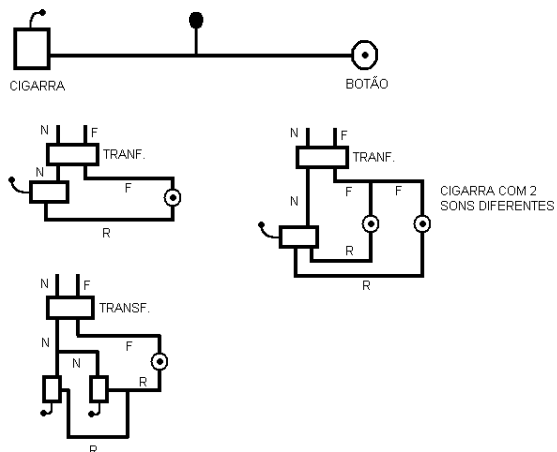 CIGARRA
BOTÃO
N F
TRANF.
N
F
R
N F
TRANF.
F F
N
R
R
CIGARRA COM 2
SONS DIFERENTES
N F
TRANSF.
N
F
N
R
R